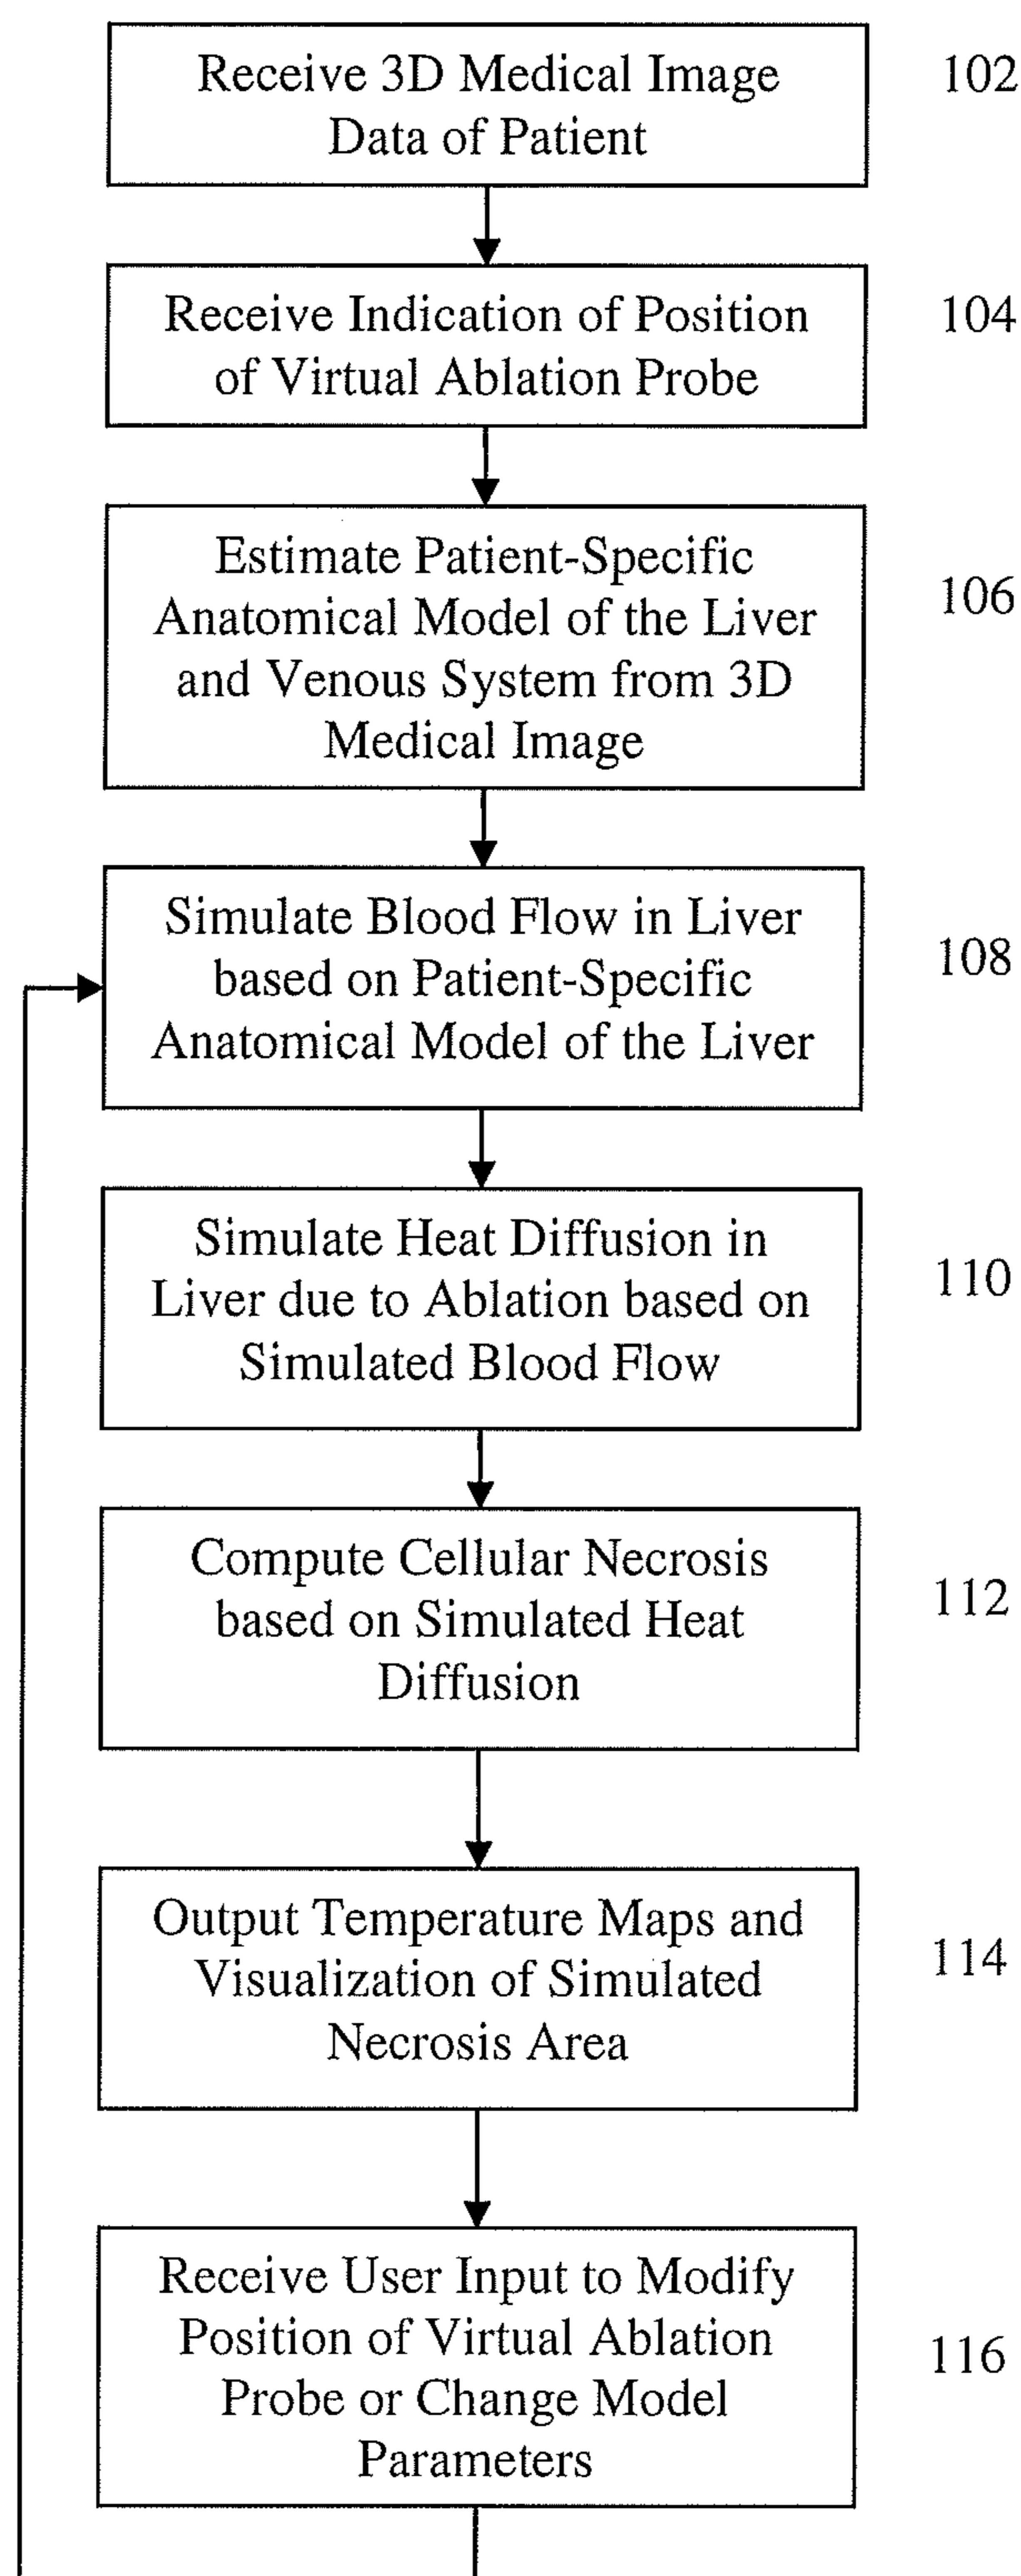 Receive 3D Medical Image
Data of Patient
102
Receive Indication of Position
of Virtual Ablation Probe
104
Estimate Patient-Specific
Anatomical Model of the Liver
and Venous System from 3D
Medical Image
106
Simulate Blood Flow in Liver
based on Patient-Specific
Anatomical Model of the Liver
108
Simulate Heat Diffusion in
Liver due to Ablation based on
Simulated Blood Flow
110
Compute Cellular Necrosis
based on Simulated Heat
Diffusion
112
Output Temperature Maps and
Visualization of Simulated
Necrosis Area
114
Receive User Input to Modify
Position of Virtual Ablation
Probe or Change Model
Parameters
116